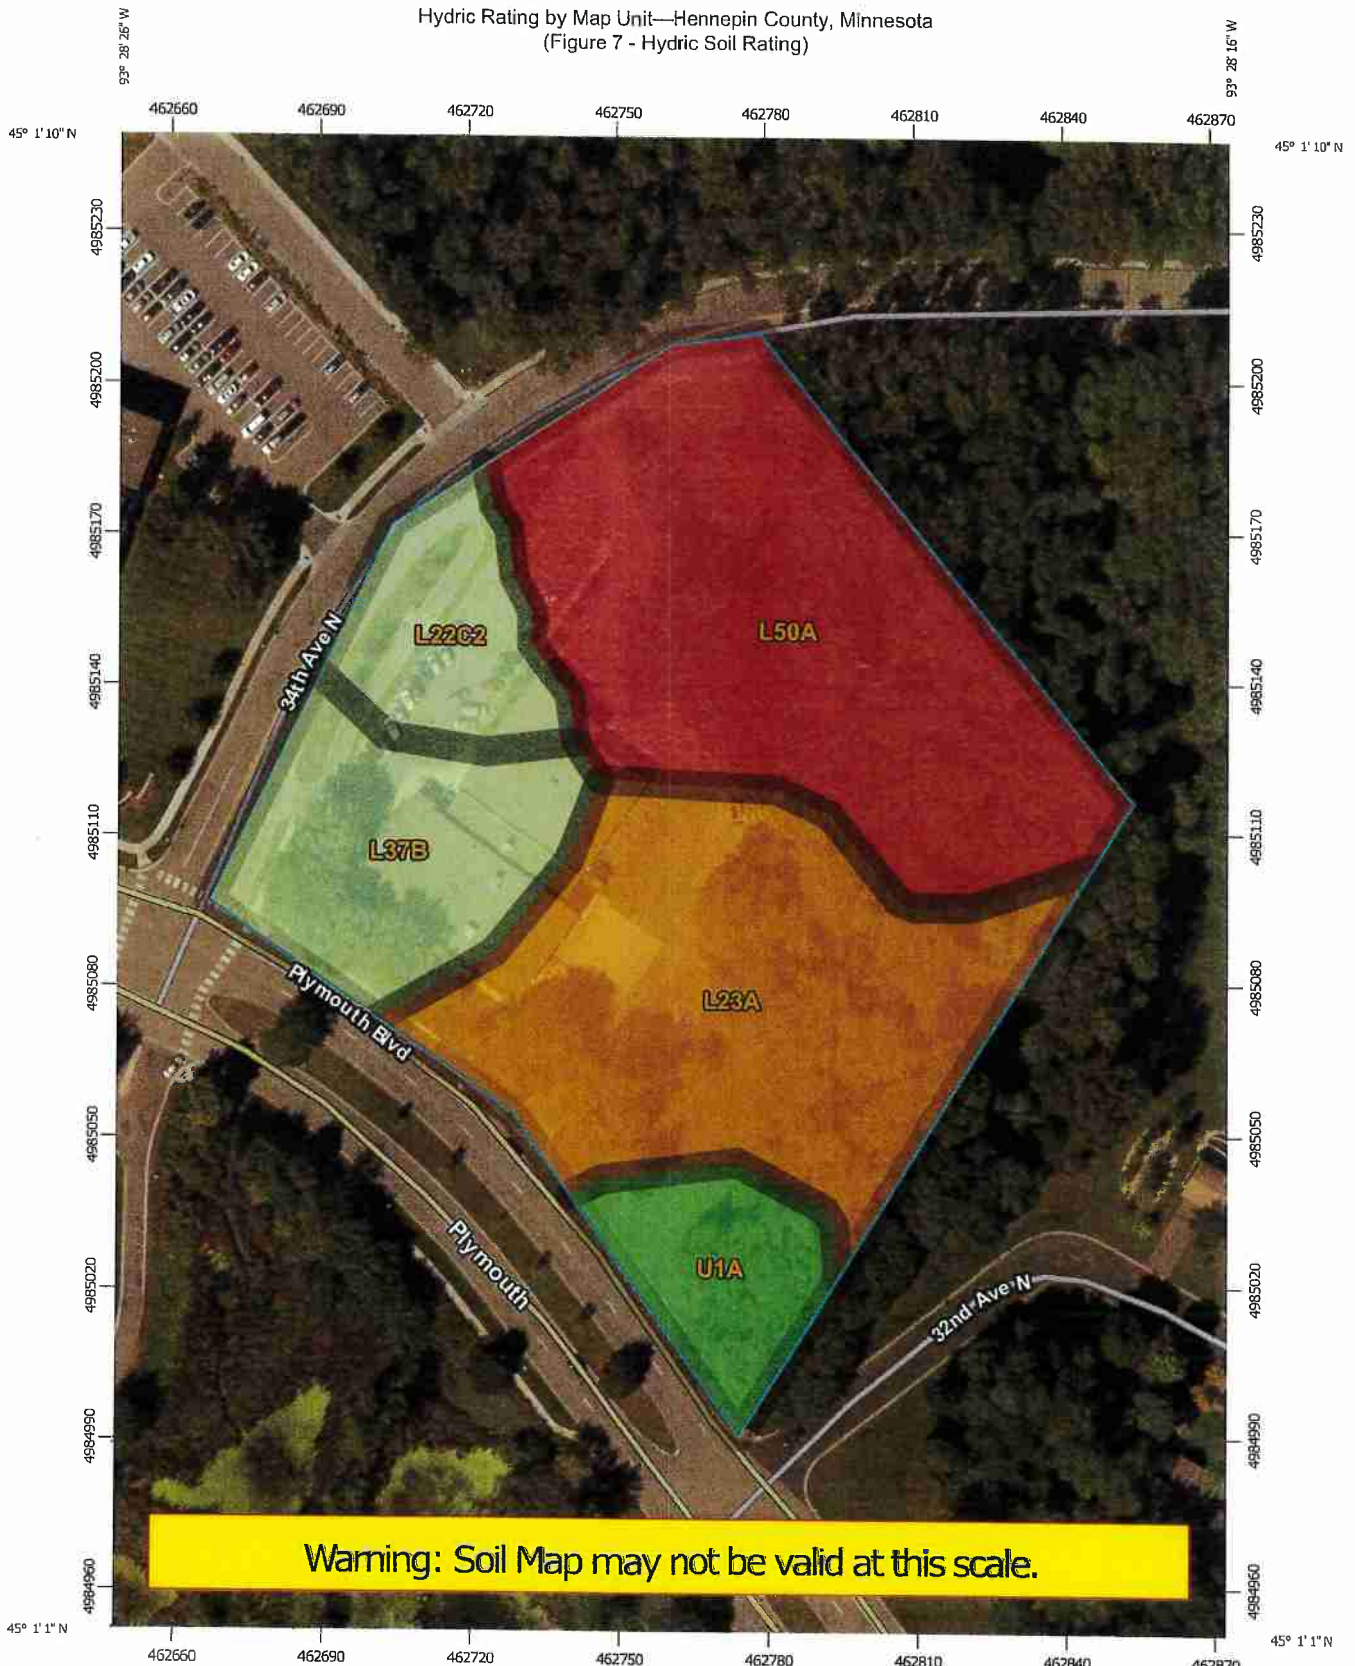 Hydric Rating by Map Unit—Hennepin County, Minnesota
(Figure 7 - Hydric Soil Rating)
93° 28' 26" W
93° 28' 16" W
462660 462690 462720 462750 462780 462810 462840 462870
45° 1' 10" N
45° 1' 10" N
4985230
4985230
4985200
4985200
4985170
4985170
L22C2
L50A
34th Ave N
4985140
4985140
4985110
4985110
L37B
4985080
4985080
Plymouth Blvd
L23A
4985050
4985050
Plymouth
U1A
32nd Ave N
4985020
4985020
4984990
4984990
Warning: Soil Map may not be valid at this scale.
4984960
4984960
45° 1' 1" N
45° 1' 1" N
462660 462690 462720 462750 462780 462810 462840 462870